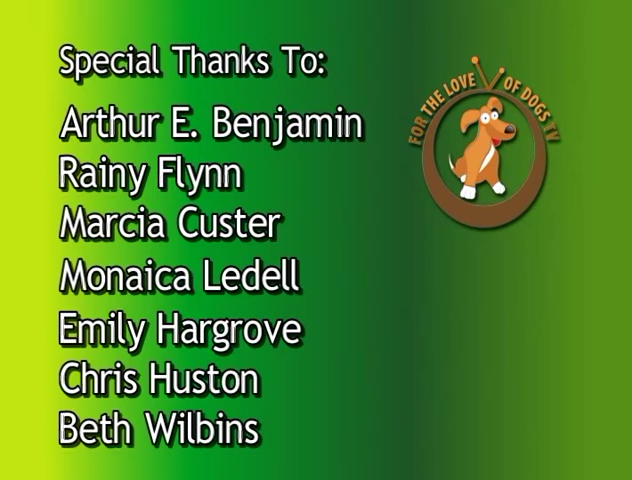 Special Thanks To:
Arthur E. Benjamin
Rainy Flynn
Marcia Custer
Monaica Ledell
Emily Hargrove
Chris Huston
Beth Wilbins
FOR THE LOVE OF DOGS TV